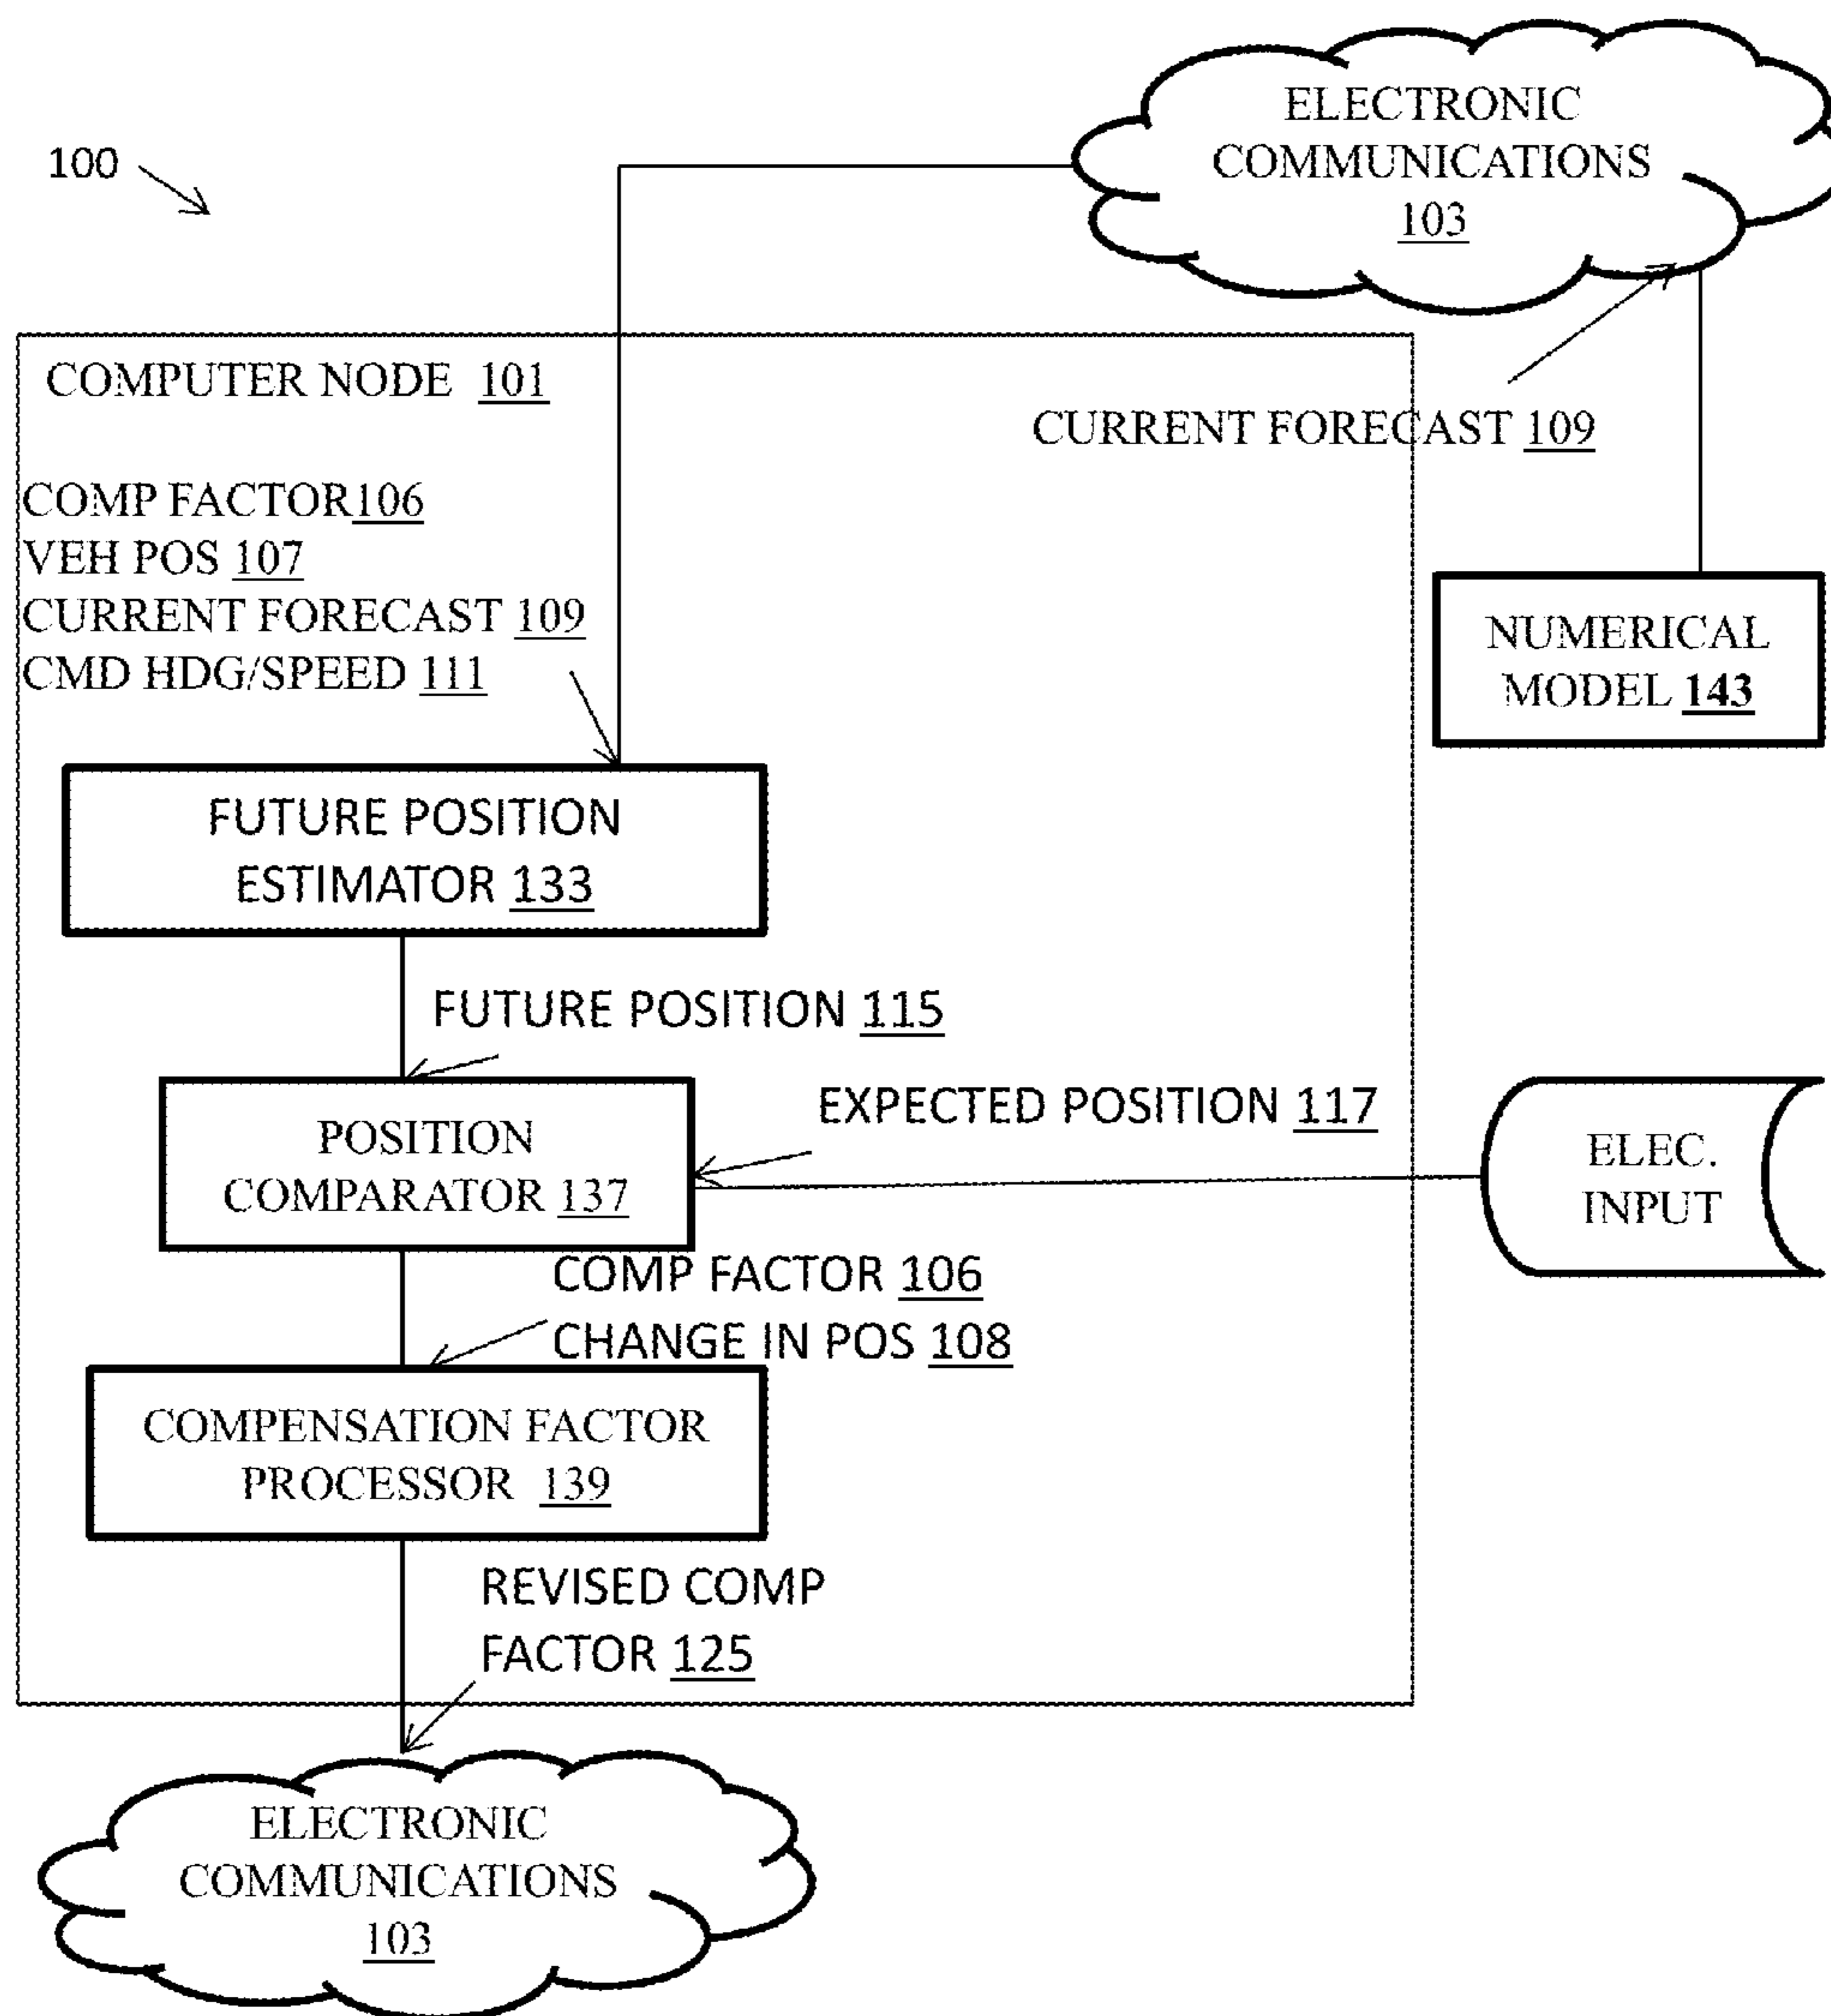 ELECTRONIC
COMMUNICATIONS
103
100
COMPUTER NODE 101
CURRENT FORECAST 109
COMP FACTOR106
VEH POS 107
CURRENT FORECAST 109
CMD HDG/SPEED 111
NUMERICAL
MODEL 143
FUTURE POSITION
ESTIMATOR 133
FUTURE POSITION 115
EXPECTED POSITION 117
POSITION
COMPARATOR 137
ELEC.
INPUT
COMP FACTOR 106
CHANGE IN POS 108
COMPENSATION FACTOR
PROCESSOR 139
REVISED COMP
FACTOR 125
ELECTRONIC
COMMUNICATIONS
103